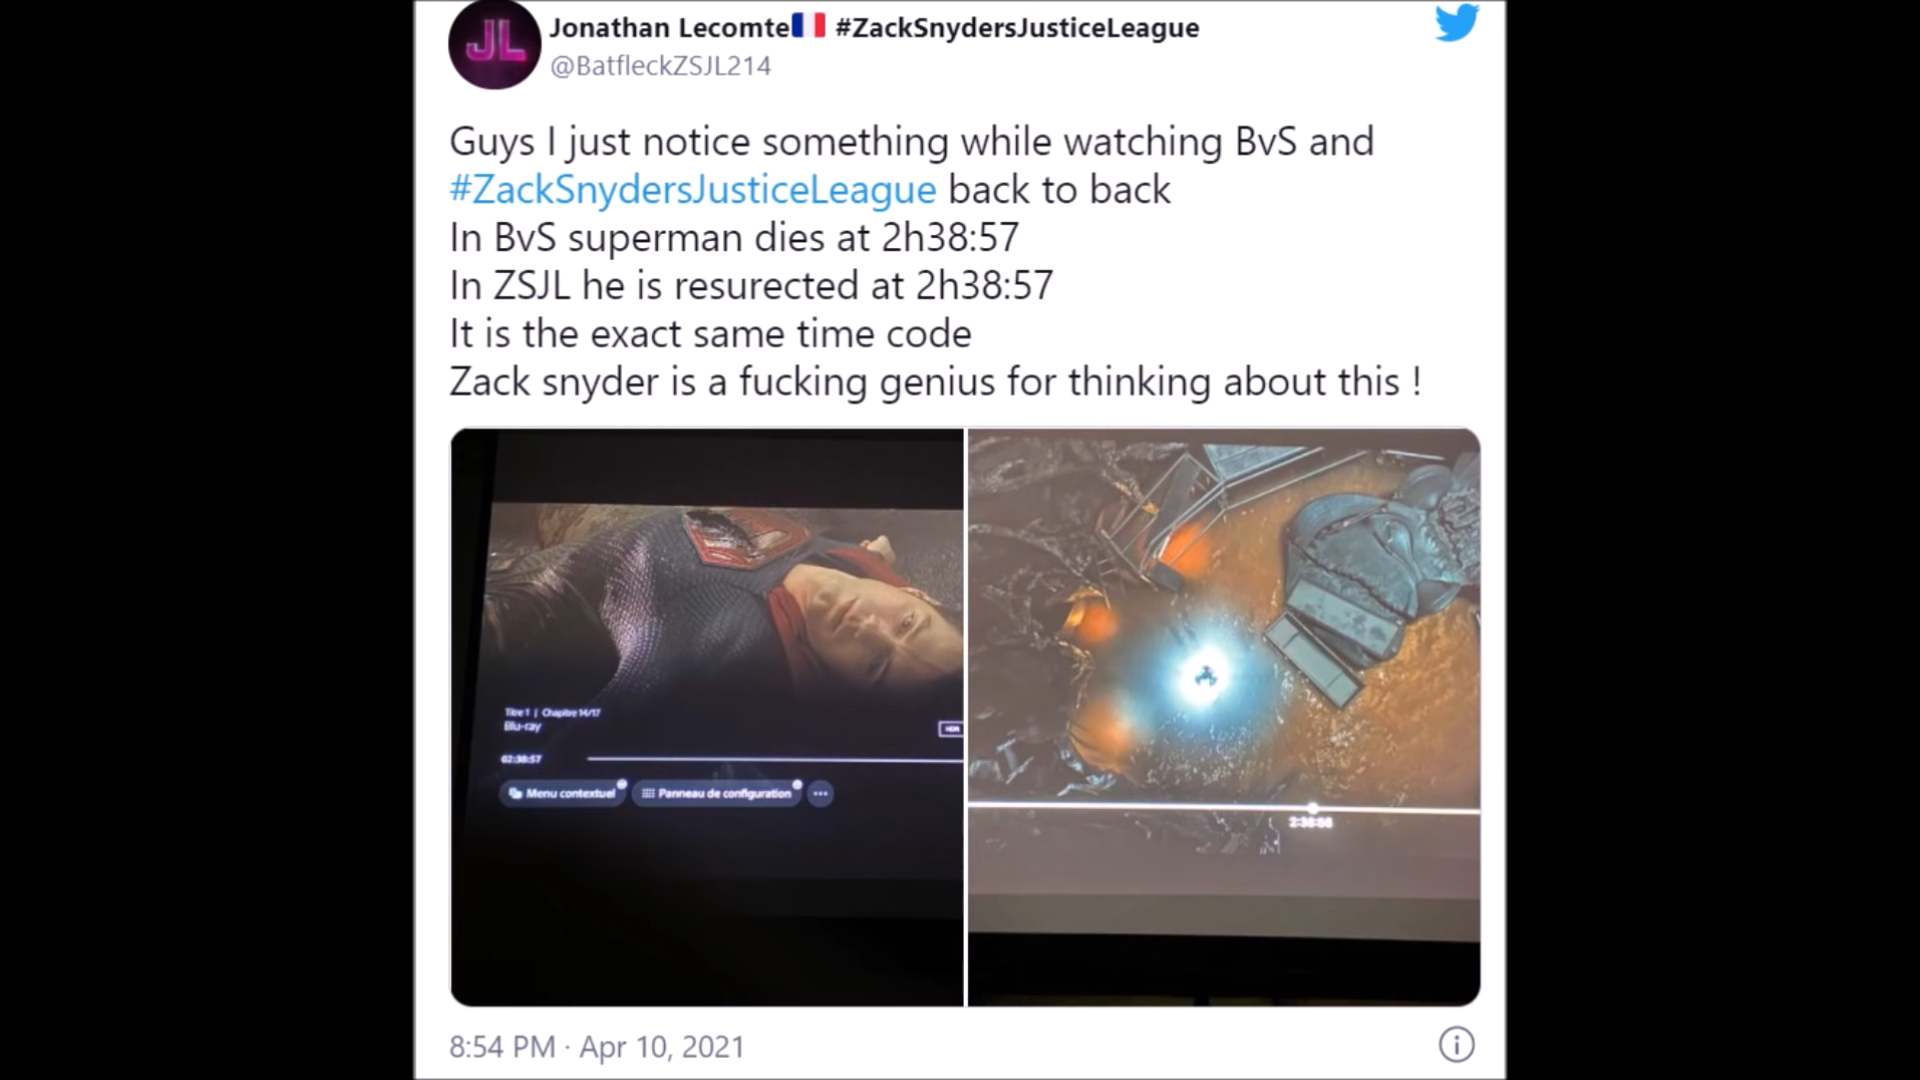 JL
Jonathan Lecomte🇫🇷 #ZackSnydersJusticeLeague
@BatfleckZSJL214
Guys I just notice something while watching BvS and
#ZackSnydersJusticeLeague back to back
In BvS superman dies at 2h38:57
In ZSJL he is resurected at 2h38:57
It is the exact same time code
Zack snyder is a fucking genius for thinking about this !
Titre 1 | Chapitre 14/17
Blu-ray
HDR
02:38:57
Menu contextuel
Panneau de configuration
8:54 PM · Apr 10, 2021